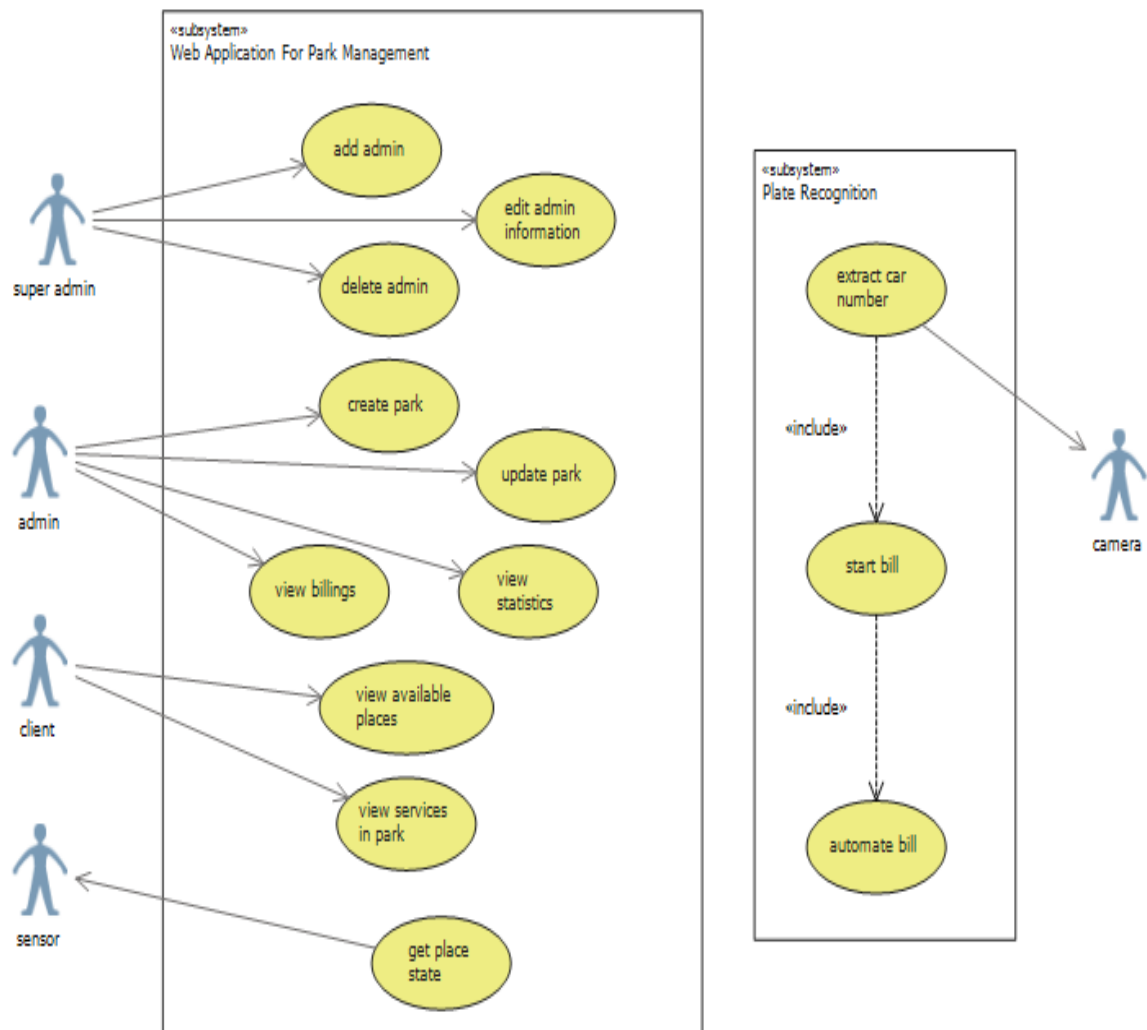 «subsystem»
Web Application For Park Management
add admin
edit admin
information
delete admin
super admin
create park
update park
admin
view billings
view
statistics
view available
places
client
view services
in park
sensor
get place
state
«subsystem»
Plate Recognition
extract car
number
«include»
camera
start bill
«include»
automate bill